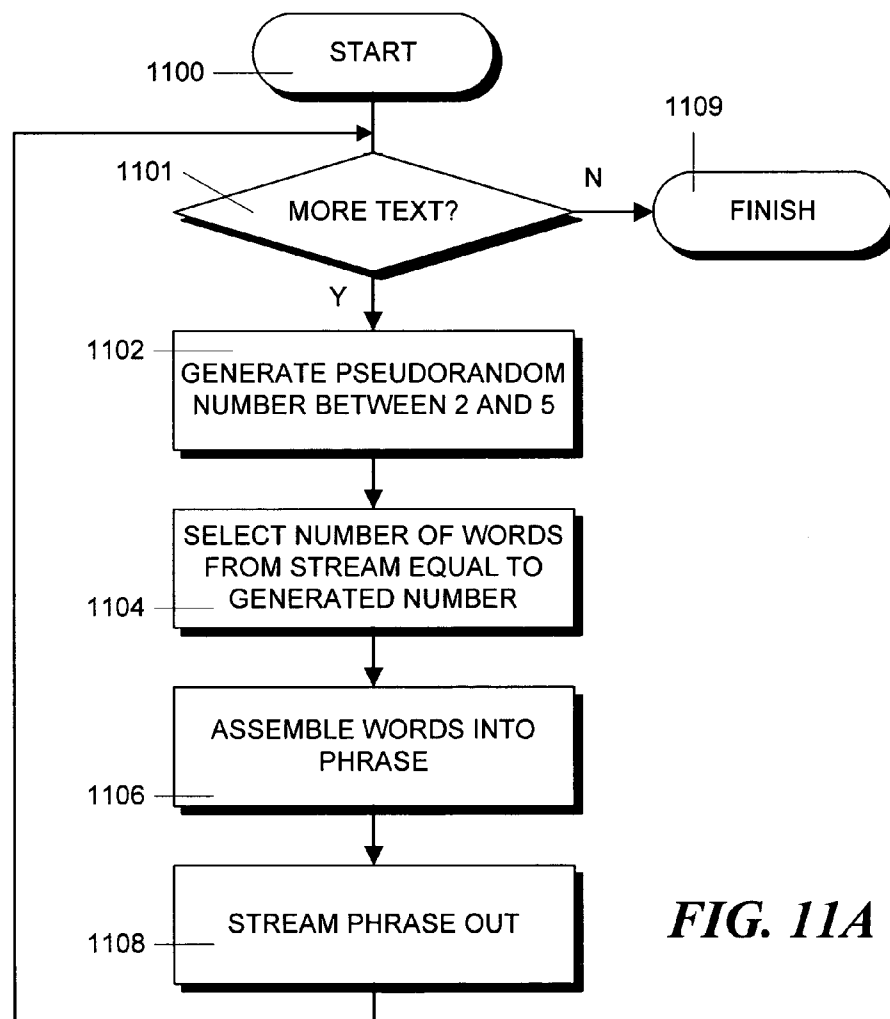 START
1100
1109
1101
N
MORE TEXT?
FINISH
Y
1102
GENERATE PSEUDORANDOM
NUMBER BETWEEN 2 AND 5
SELECT NUMBER OF WORDS
FROM STREAM EQUAL TO
GENERATED NUMBER
1104
ASSEMBLE WORDS INTO
PHRASE
1106
STREAM PHRASE OUT
1108
FIG. 11A